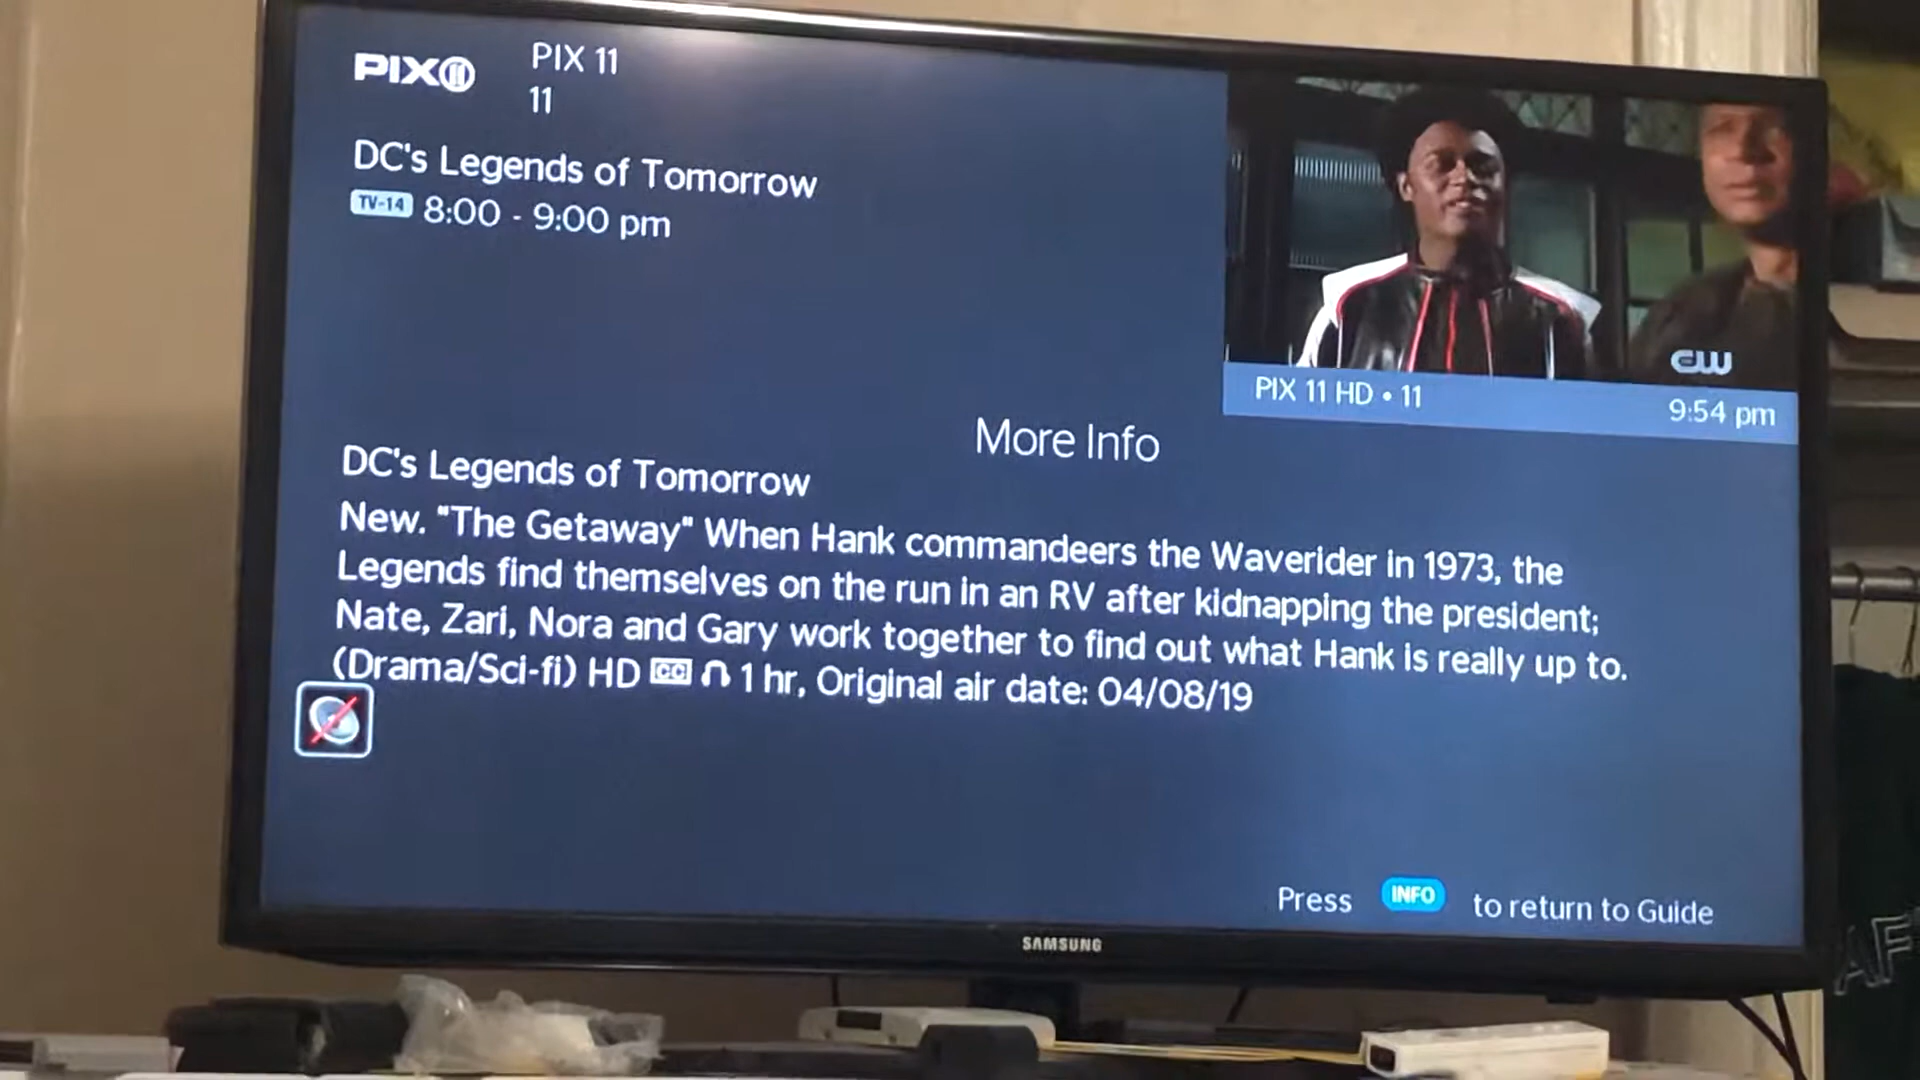 PIX11
PIX 11
11
DC's Legends of Tomorrow
TV-14 8:00 - 9:00 pm
CW
PIX 11 HD • 11
9:54 pm
More Info
DC's Legends of Tomorrow
New. "The Getaway" When Hank commandeers the Waverider in 1973, the
Legends find themselves on the run in an RV after kidnapping the president;
Nate, Zari, Nora and Gary work together to find out what Hank is really up to.
(Drama/Sci-fi) HD CC 1 hr, Original air date: 04/08/19
Press INFO to return to Guide
SAMSUNG